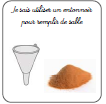 Je sais utiliser un entonnoir
pour remplir de sable